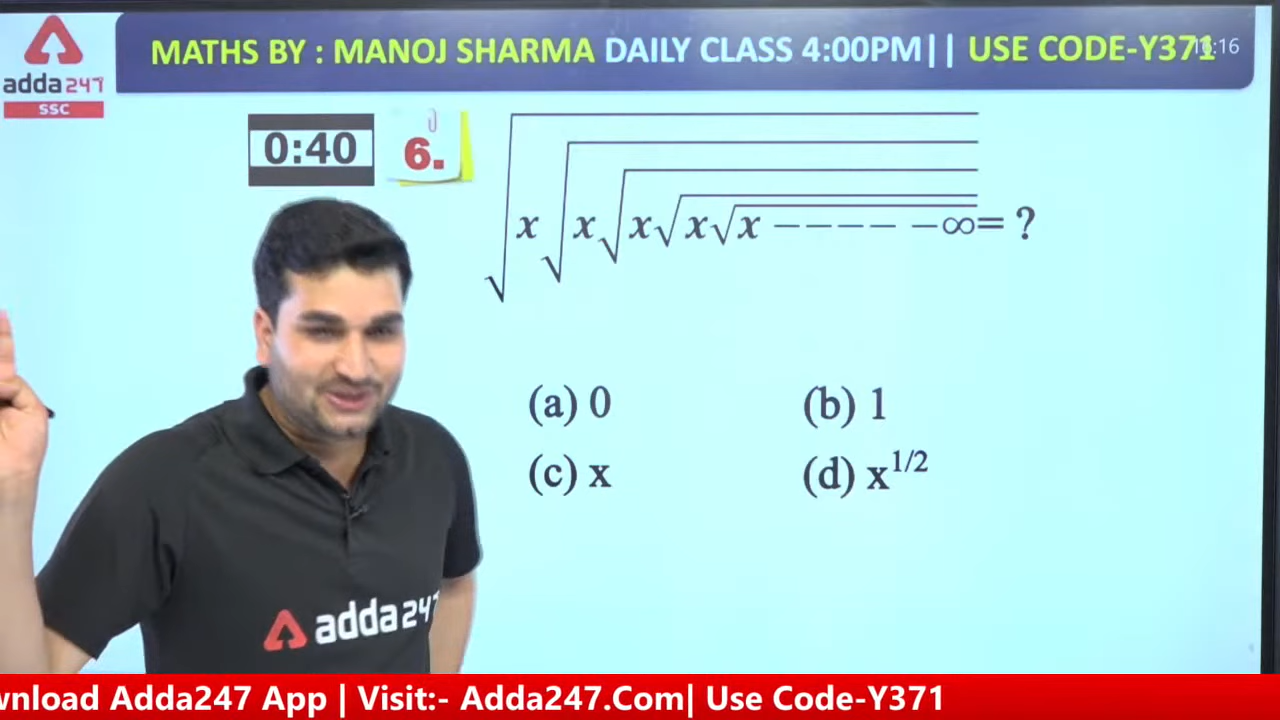 adda247
SSC
MATHS BY : MANOJ SHARMA DAILY CLASS 4:00PM|| USE CODE-Y371
:16
0:40
6.
√x√x√x√x√x ------∞= ?
(a) 0 (b) 1
(c) x (d) x^1/2
adda247
wnload Adda247 App | Visit:- Adda247.Com| Use Code-Y371